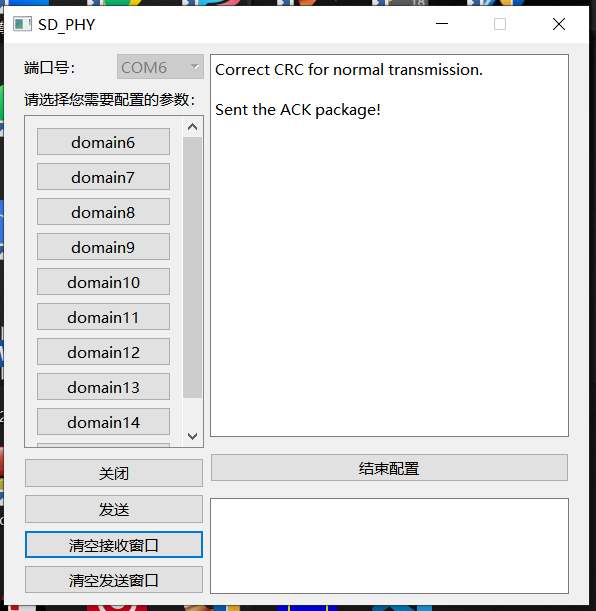 SD_PHY
端口号：
COM6
请选择您需要配置的参数：
domain6
domain7
domain8
domain9
domain10
domain11
domain12
domain13
domain14
关闭
发送
清空接收窗口
清空发送窗口
Correct CRC for normal transmission.
Sent the ACK package!
结束配置